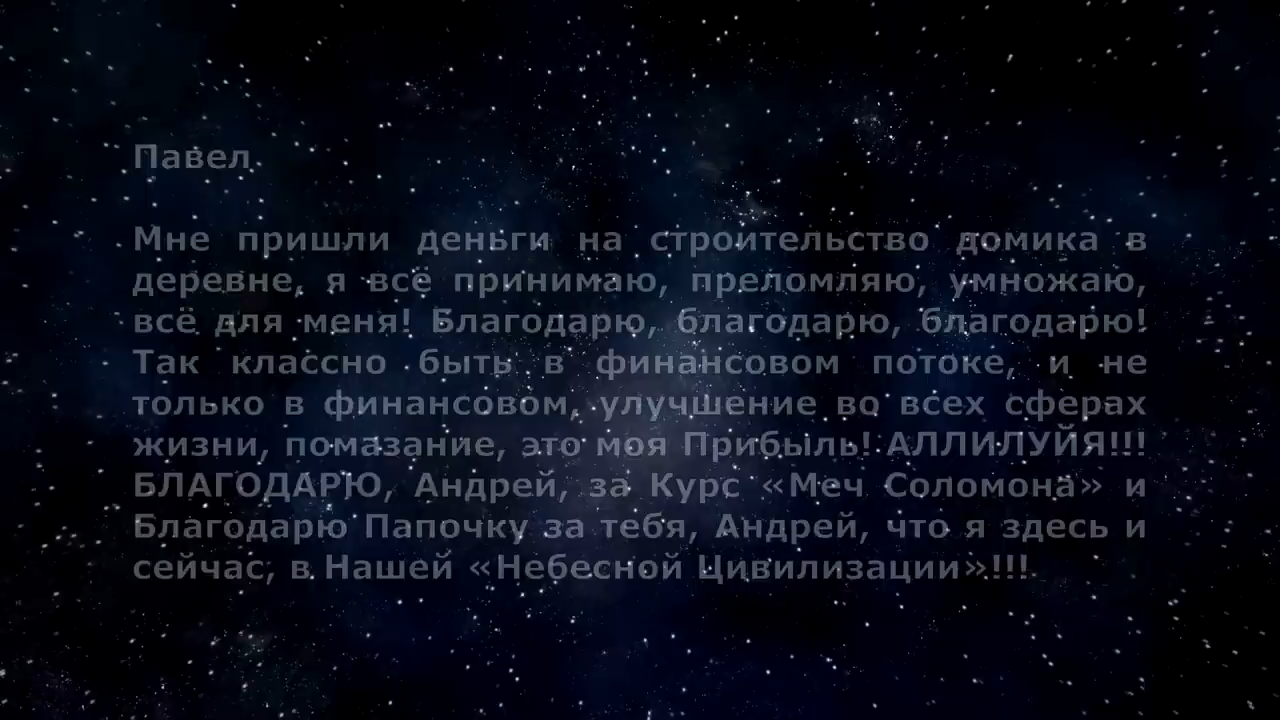 Павел
Мне пришли деньги на строительство домика в
деревне, я всё принимаю, преломляю, умножаю,
всё для меня! Благодарю, благодарю, благодарю!
Так классно быть в финансовом потоке, и не
только в финансовом, улучшение во всех сферах
жизни, помазание, это моя Прибыль! АЛЛИЛУЙЯ!!!
БЛАГОДАРЮ, Андрей, за Курс «Меч Соломона» и
Благодарю Папочку за тебя, Андрей, что я здесь и
сейчас, в Нашей «Небесной Цивилизации»!!!